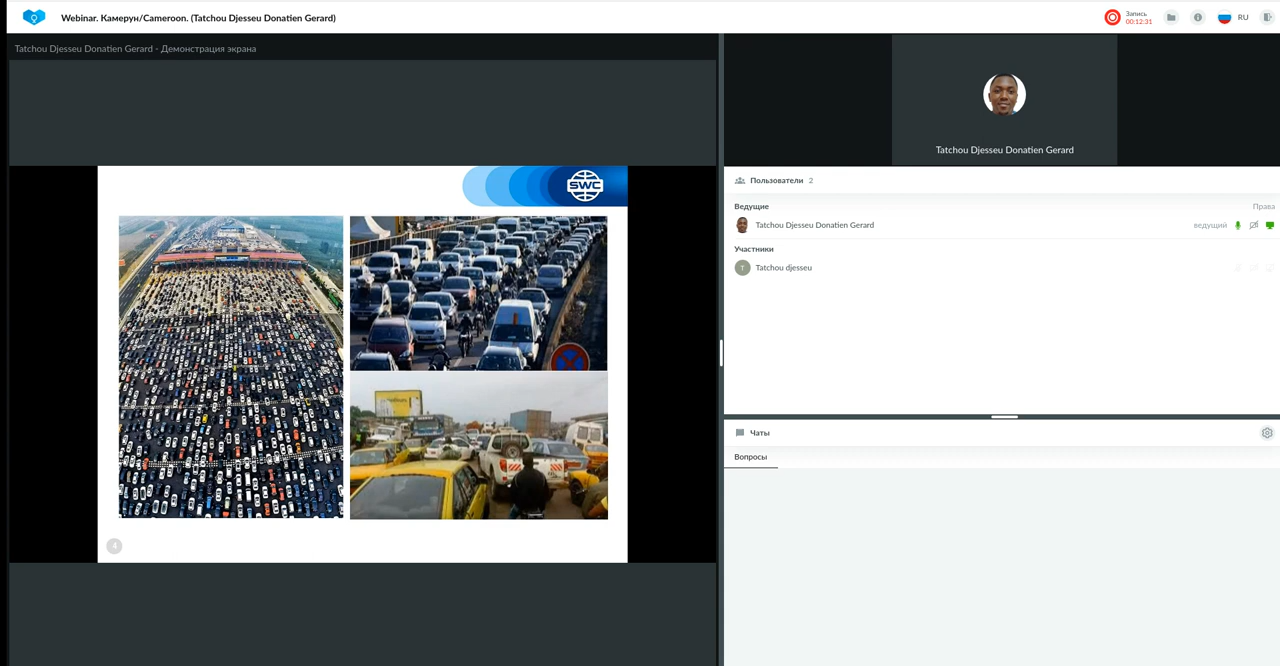 Webinar. Камерун/Cameroon. (Tatchou Djesseu Donatien Gerard)
Запись
00:12:31
RU
Tatchou Djesseu Donatien Gerard - Демонстрация экрана
SWC
4
Tatchou Djesseu Donatien Gerard
Пользователи 2
Ведущие Права
Tatchou Djesseu Donatien Gerard ведущий
Участники
T Tatchou djesseu
Чаты
Вопросы